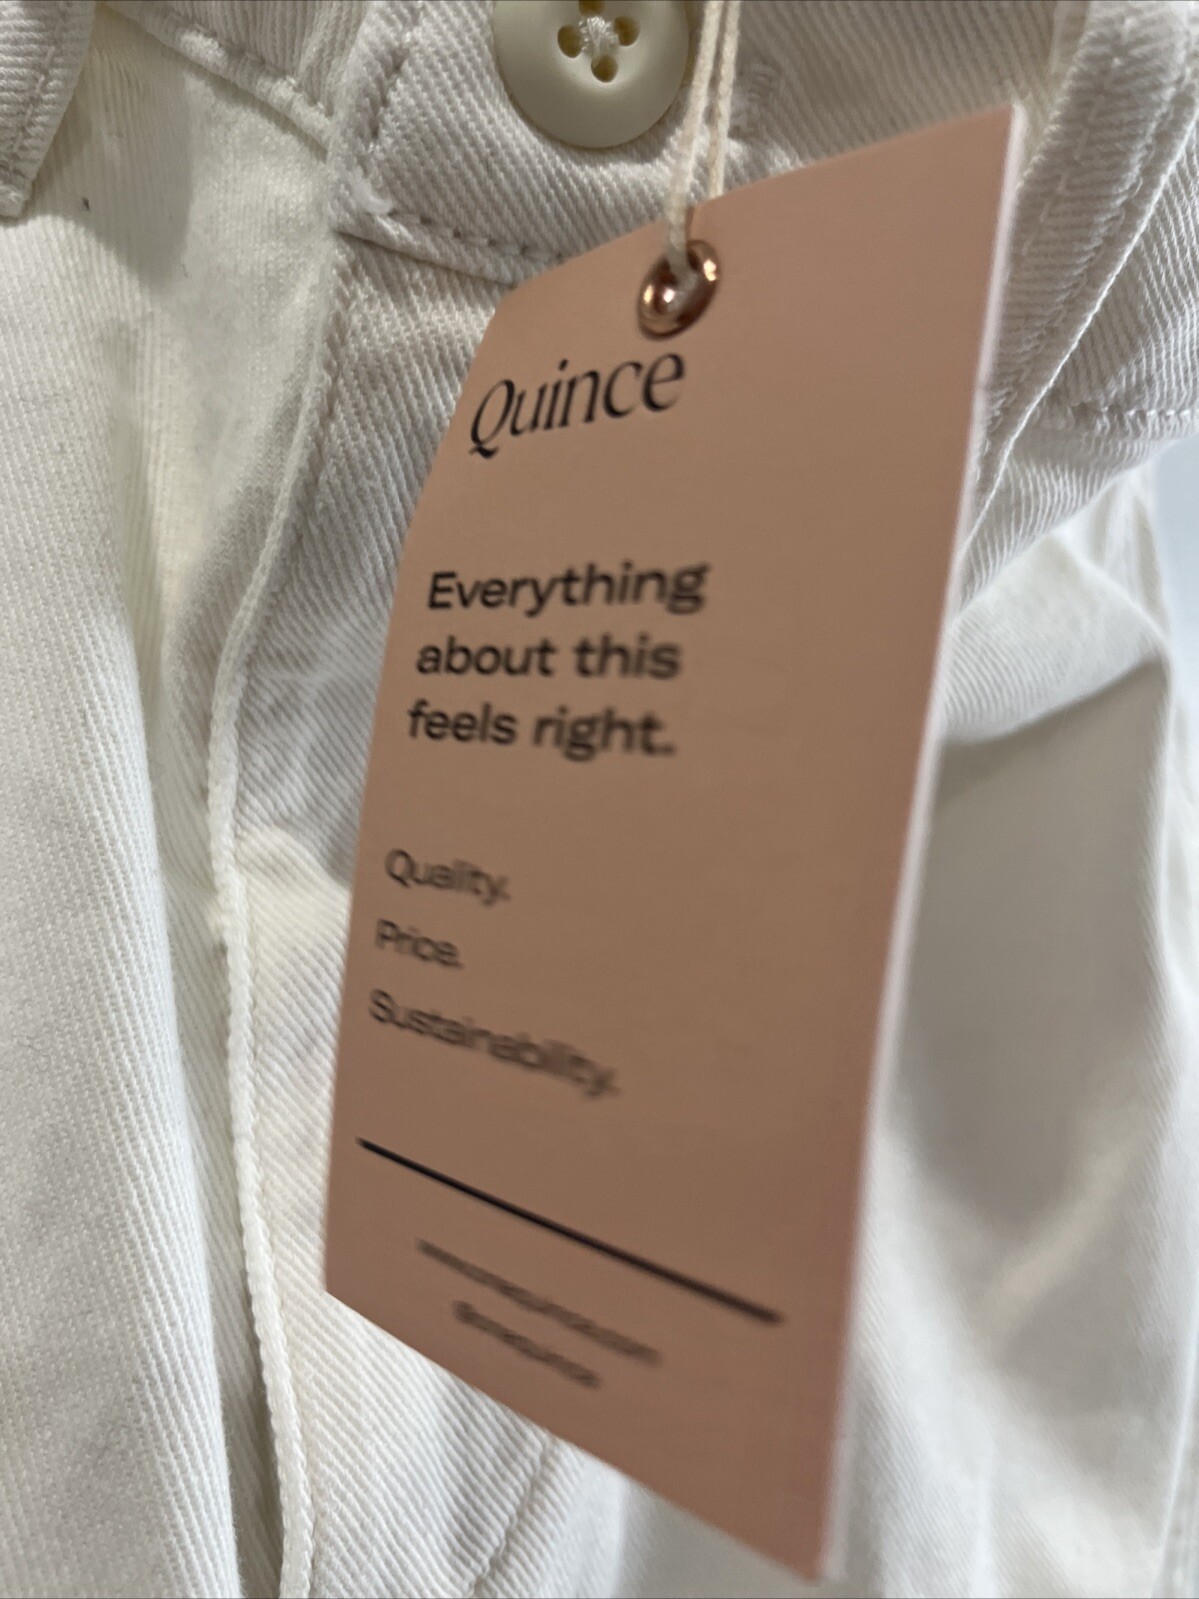 Quince
Everything
about this
feels right.
Quality.
Price.
Sustainability.